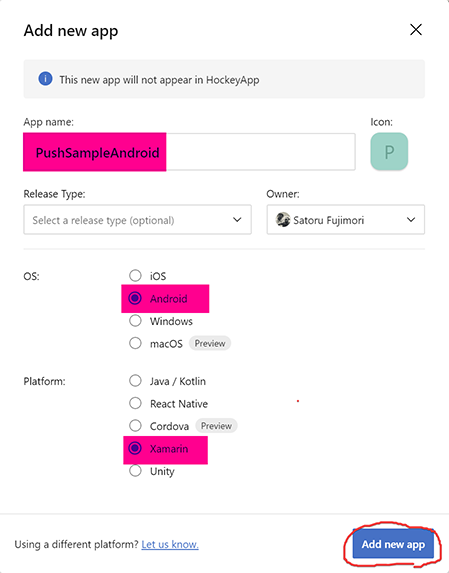 Add new app
This new app will not appear in HockeyApp
App name:
Icon:
PushSampleAndroid
P
Release Type:
Owner:
Select a release type (optional)
Satoru Fujimori
OS:
iOS
Android
Windows
macOS Preview
Platform:
Java / Kotlin
React Native
Cordova Preview
Xamarin
Unity
Using a different platform? Let us know.
Add new app